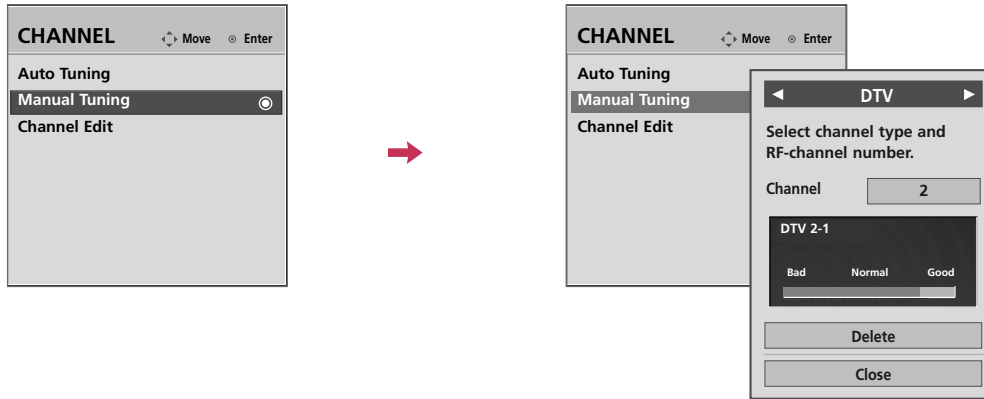 CHANNEL Move Enter
Auto Tuning
Manual Tuning
Channel Edit
CHANNEL Move Enter
Auto Tuning
Manual Tuning
Channel Edit
DTV
Select channel type and
RF-channel number.
Channel 2
DTV 2-1
Bad Normal Good
Delete
Close